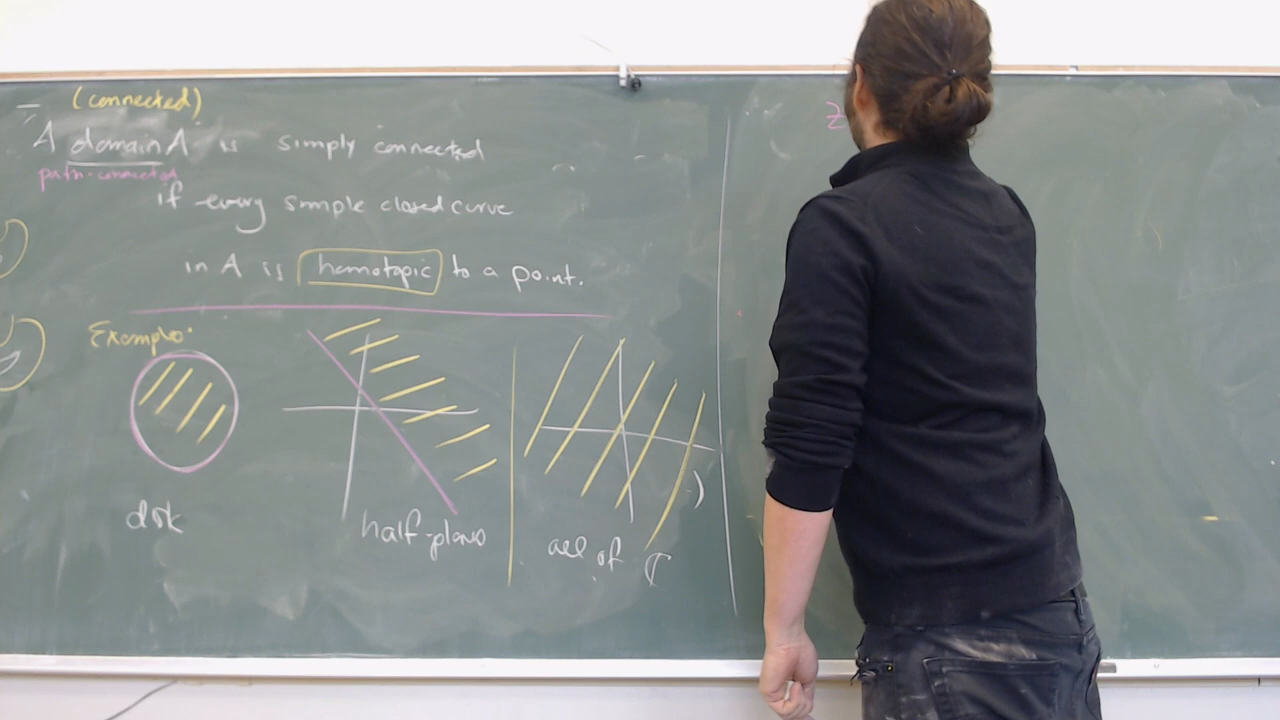 (connected)
A domain A is simply connected
path-connected
if every simple closed curve
in A is homotopic to a point.
Examples
disk
half-planes
all of ℂ
z